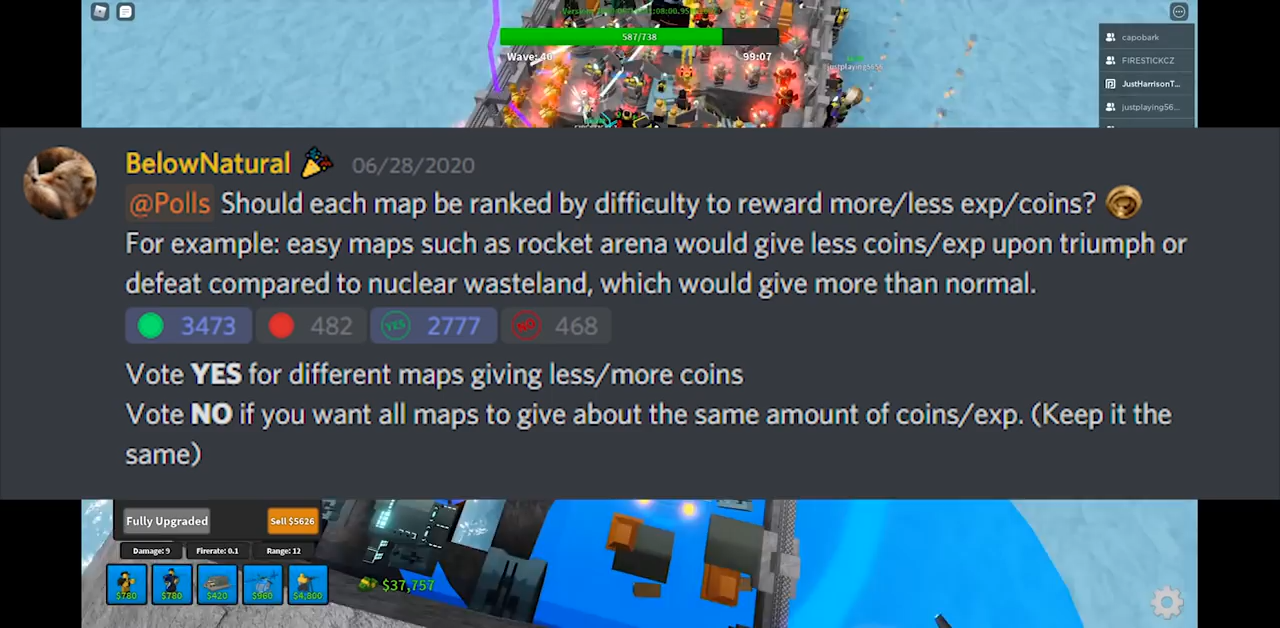 587/738
Wave: 40
99:07
capobark
FIRESTICKCZ
JustHarrisonT...
justplaying56...
BelowNatural 06/28/2020
@Polls Should each map be ranked by difficulty to reward more/less exp/coins?
For example: easy maps such as rocket arena would give less coins/exp upon triumph or
defeat compared to nuclear wasteland, which would give more than normal.
3473 482 YES 2777 NO 468
Vote YES for different maps giving less/more coins
Vote NO if you want all maps to give about the same amount of coins/exp. (Keep it the
same)
Fully Upgraded
Sell $5626
Damage: 9 Firerate: 0.1 Range: 12
$780 $780 $420 $960 $4,800
$37,757